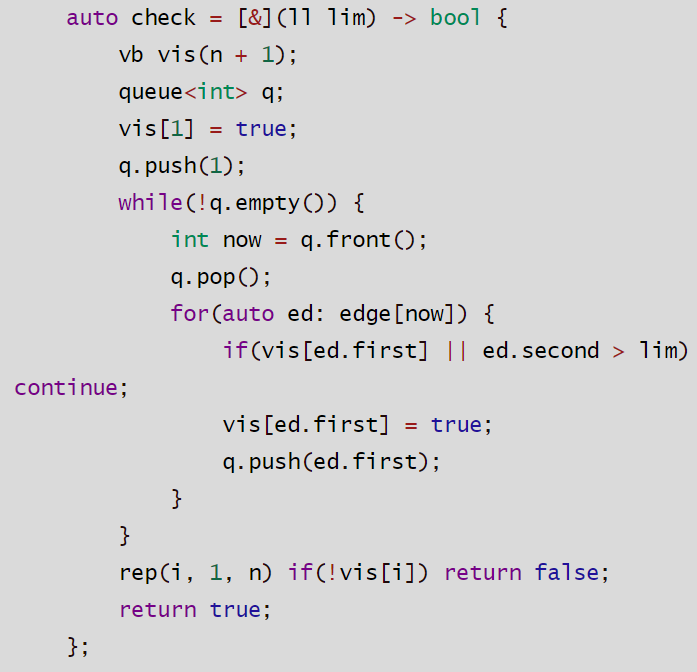 auto check = [&](ll lim) -> bool {
vb vis(n + 1);
queue<int> q;
vis[1] = true;
q.push(1);
while(!q.empty()) {
int now = q.front();
q.pop();
for(auto ed: edge[now]) {
if(vis[ed.first] || ed.second > lim)
continue;
vis[ed.first] = true;
q.push(ed.first);
}
}
rep(i, 1, n) if(!vis[i]) return false;
return true;
};